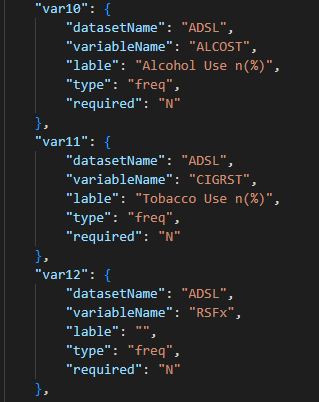 "var10": {
"datasetName": "ADSL",
"variableName": "ALCOST",
"lable": "Alcohol Use n(%)",
"type": "freq",
"required": "N"
},
"var11": {
"datasetName": "ADSL",
"variableName": "CIGRST",
"lable": "Tobacco Use n(%)",
"type": "freq",
"required": "N"
},
"var12": {
"datasetName": "ADSL",
"variableName": "RSFx",
"lable": "",
"type": "freq",
"required": "N"
},